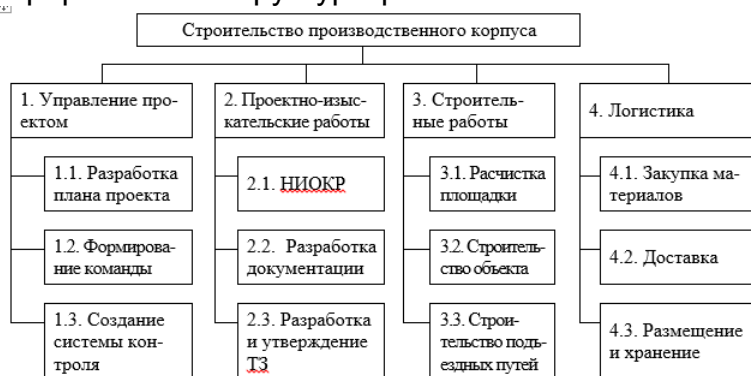 Строительство производственного корпуса
1. Управление про-
ектом
2. Проектно-изыс-
кательские работы
3. Строитель-
ные работы
4. Логистика
1.1. Разработка
плана проекта
2.1. НИОКР
3.1. Расчистка
площадки
4.1. Закупка ма-
териалов
1.2. Формирова-
ние команды
2.2. Разработка
документации
3.2. Строитель-
ство объекта
4.2. Доставка
1.3. Создание
системы кон-
троля
2.3. Разработка
и утверждение
ТЗ
3.3. Строи-
тельство подъ-
ездных путей
4.3. Размещение
и хранение